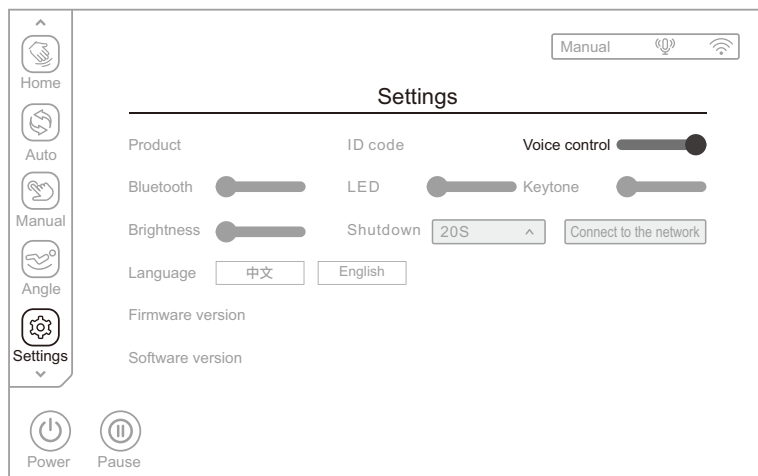 Manual
Home
Settings
Auto
Product ID code Voice control
Bluetooth LED Keytone
Manual
Brightness Shutdown 20S Connect to the network
Language 中文 English
Angle
Firmware version
Settings
Software version
Power Pause